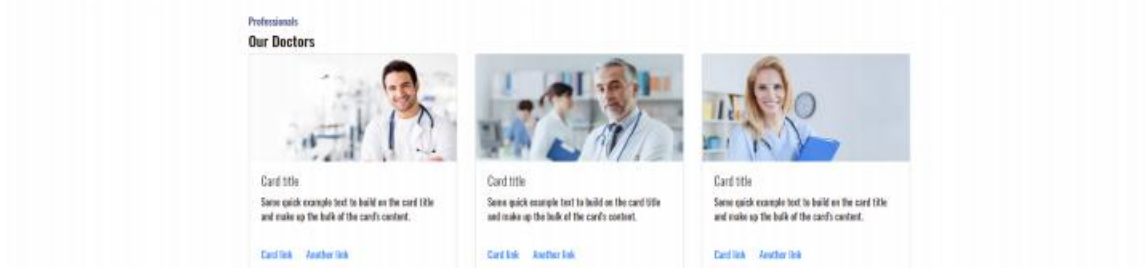 Professionals
Our Doctors
Card title
Some quick example text to build on the card title
and make up the bulk of the card's content.
Card link Another link
Card title
Some quick example text to build on the card title
and make up the bulk of the card's content.
Card link Another link
Card title
Some quick example text to build on the card title
and make up the bulk of the card's content.
Card link Another link